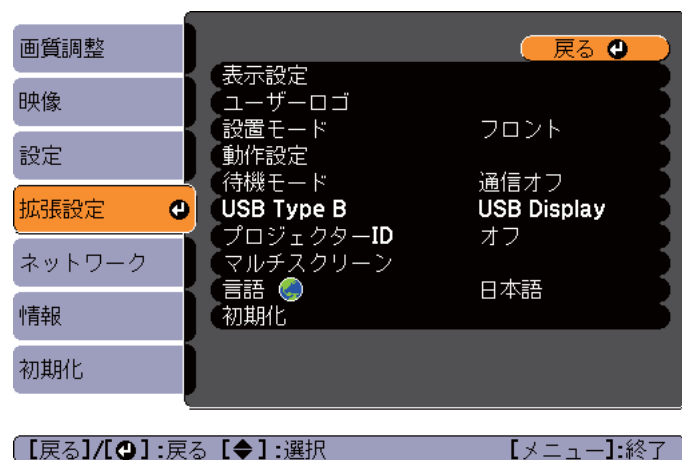 画質調整
映像
設定
拡張設定
ネットワーク
情報
初期化
戻る
表示設定
ユーザーロゴ
設置モード フロント
動作設定
待機モード 通信オフ
USB Type B USB Display
プロジェクターID オフ
マルチスクリーン
言語 日本語
初期化
【戻る】/【】:戻る 【】:選択 【メニュー】:終了